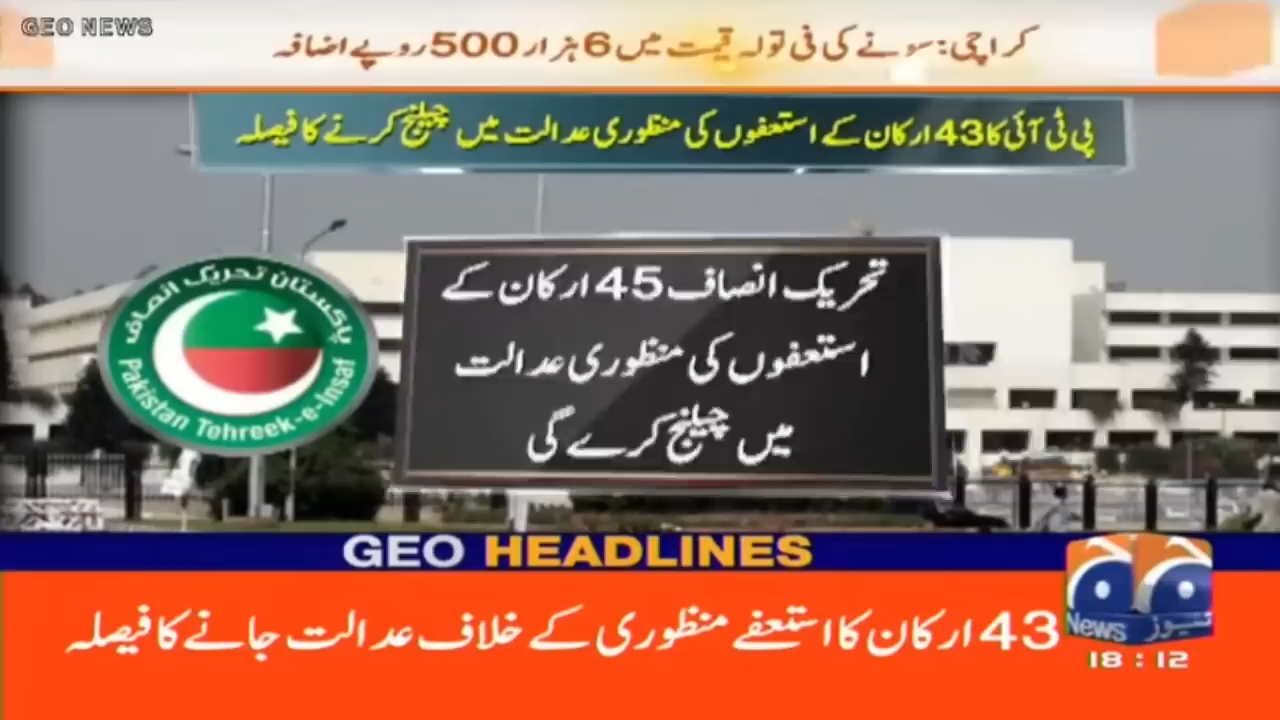 GEO NEWS
کراچی: سونے کی فی تولہ قیمت میں 6 ہزار 500 روپے اضافہ
پی ٹی آئی کا 43 ارکان کے استعفوں کی منظوری عدالت میں چیلنج کرنے کا فیصلہ
تحریک انصاف 45 ارکان کے
استعفوں کی منظوری عدالت
میں چیلنج کرے گی
پاکستان تحریک انصاف
Pakistan Tehreek-e-Insaf
GEO HEADLINES
43 ارکان کا استعفے منظوری کے خلاف عدالت جانے کا فیصلہ
News نیوز
18:12